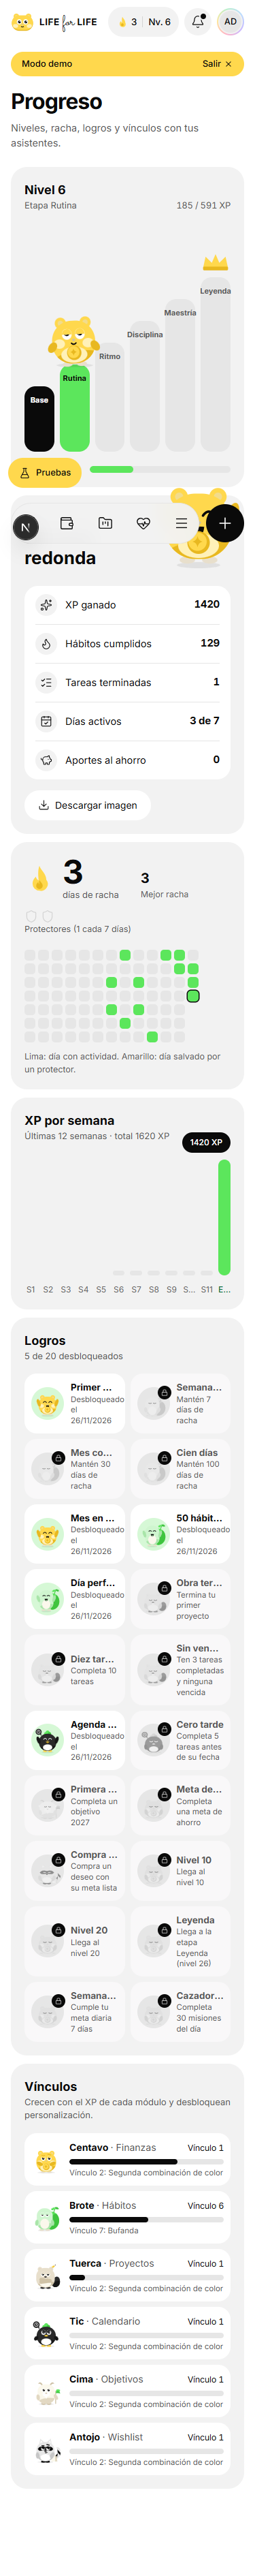 LIFE for LIFE
3
Nv. 6
AD
Modo demo
Salir ×
Progreso
Niveles, racha, logros y vínculos con tus
asistentes.
Nivel 6
Etapa Rutina
185 / 591 XP
Leyenda
Maestría
Disciplina
Ritmo
Rutina
Base
Pruebas
N
redonda
XP ganado 1420
Hábitos cumplidos 129
Tareas terminadas 1
Días activos 3 de 7
Aportes al ahorro 0
Descargar imagen
3
días de racha
3
Mejor racha
Protectores (1 cada 7 días)
Lima: día con actividad. Amarillo: día salvado por
un protector.
XP por semana
Últimas 12 semanas · total 1620 XP
1420 XP
S1 S2 S3 S4 S5 S6 S7 S8 S9 S... S11 E...
Logros
5 de 20 desbloqueados
Primer ...
Desbloqueado
el
26/11/2026
Semana...
Mantén 7
días de
racha
Mes co...
Mantén 30
días de
racha
Cien días
Mantén 100
días de
racha
Mes en ...
Desbloqueado
el
26/11/2026
50 hábit...
Desbloqueado
el
26/11/2026
Día perf...
Desbloqueado
el
26/11/2026
Obra ter...
Termina tu
primer
proyecto
Diez tar...
Completa 10
tareas
Sin ven...
Ten 3 tareas
completadas
y ninguna
vencida
Agenda ...
Desbloqueado
el
26/11/2026
Cero tarde
Completa 5
tareas antes
de su fecha
Primera ...
Completa un
objetivo
2027
Meta de...
Completa
una meta de
ahorro
Compra ...
Compra un
deseo con
su meta lista
Nivel 10
Llega al
nivel 10
Nivel 20
Llega al
nivel 20
Leyenda
Llega a la
etapa
Leyenda
(nivel 26)
Semana...
Cumple tu
meta diaria
7 días
Cazador...
Completa
30 misiones
del día
Vínculos
Crecen con el XP de cada módulo y desbloquean
personalización.
Centavo · Finanzas Vínculo 1
Vínculo 2: Segunda combinación de color
Brote · Hábitos Vínculo 6
Vínculo 7: Bufanda
Tuerca · Proyectos Vínculo 1
Vínculo 2: Segunda combinación de color
Tic · Calendario Vínculo 1
Vínculo 2: Segunda combinación de color
Cima · Objetivos Vínculo 1
Vínculo 2: Segunda combinación de color
Antojo · Wishlist Vínculo 1
Vínculo 2: Segunda combinación de color